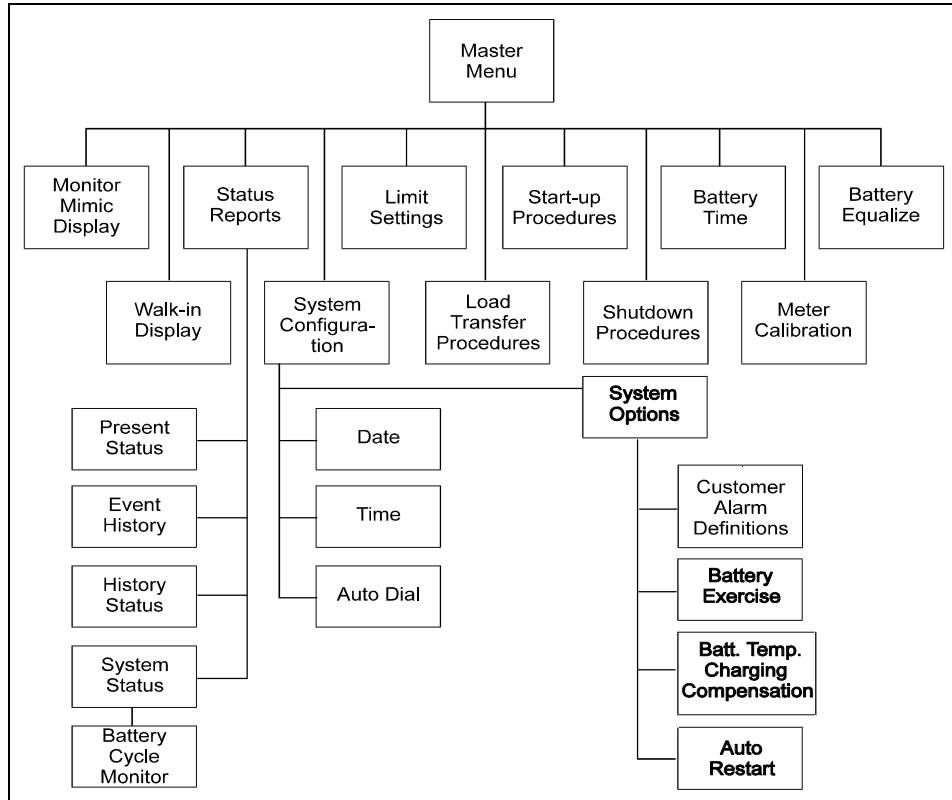 Master
Menu
Monitor
Mimic
Display
Status
Reports
Limit
Settings
Start-up
Procedures
Battery
Time
Battery
Equalize
Walk-in
Display
System
Configura-
tion
Load
Transfer
Procedures
Shutdown
Procedures
Meter
Calibration
System
Options
Present
Status
Date
Customer
Alarm
Definitions
Event
History
Time
Battery
Exercise
History
Status
Auto Dial
System
Status
Batt. Temp.
Charging
Compensation
Battery
Cycle
Monitor
Auto
Restart